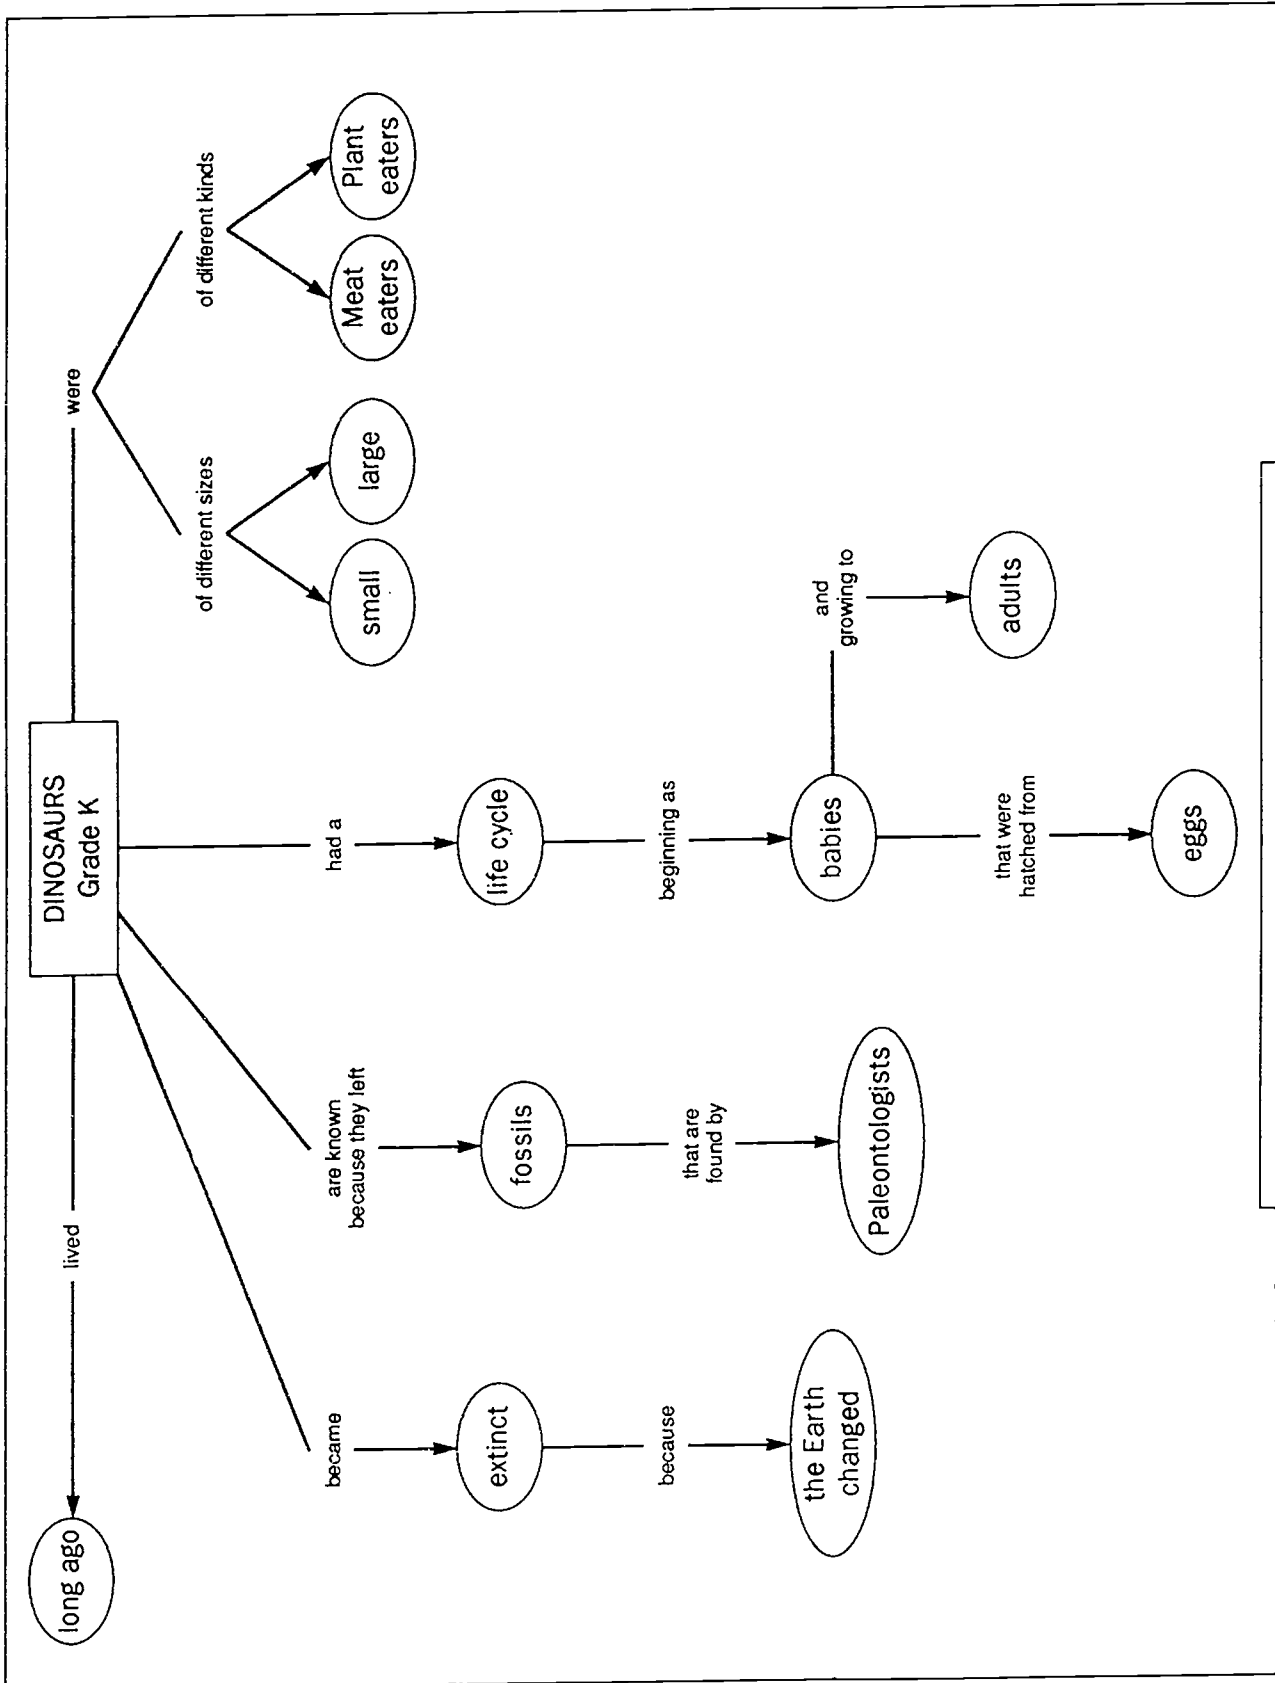 DINOSAURS
Grade K
lived
long ago
became
extinct
because
the Earth
changed
are known
because they left
fossils
that are
found by
Paleontologists
had a
life cycle
beginning as
babies
that were
hatched from
eggs
and
growing to
adults
were
of different sizes
small
large
of different kinds
Meat
eaters
Plant
eaters